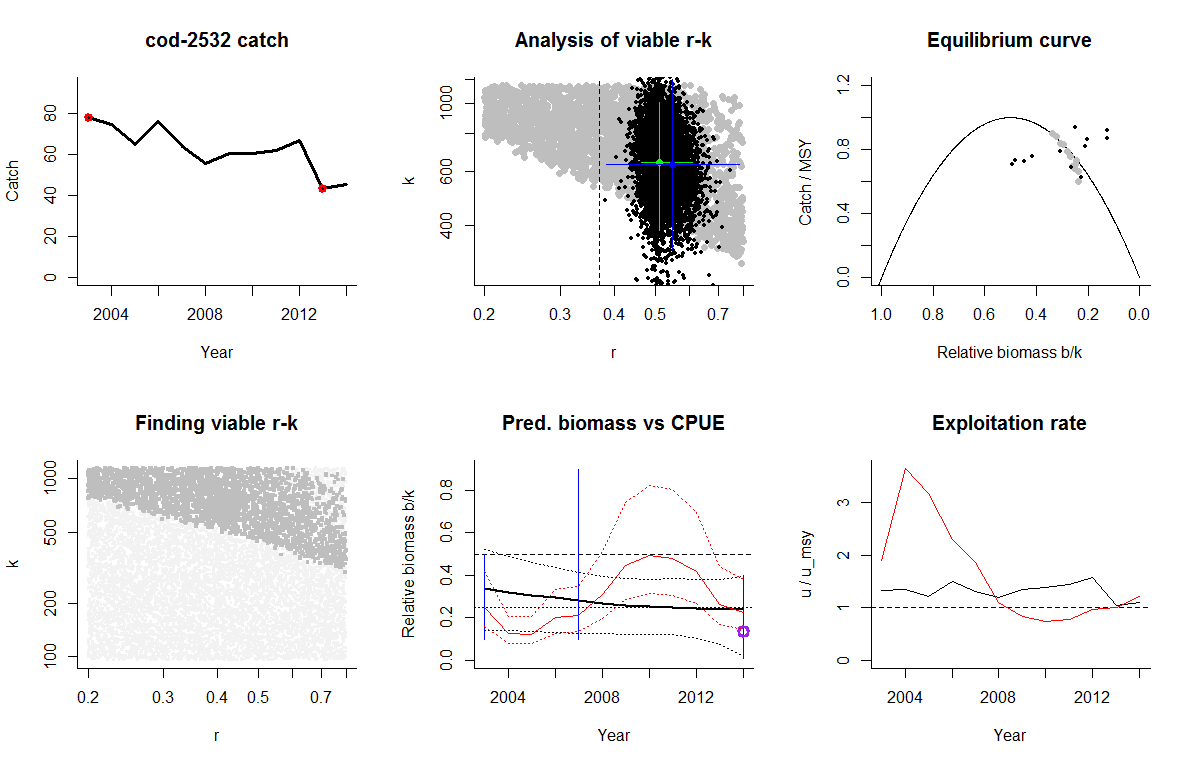 cod-2532 catch
Catch
80
60
40
20
0
2004 2008 2012
Year
Analysis of viable r-k
k
1000
600
400
0.2 0.3 0.4 0.5 0.7
r
Equilibrium curve
Catch / MSY
1.2
0.8
0.4
0.0
1.0 0.8 0.6 0.4 0.2 0.0
Relative biomass b/k
Finding viable r-k
k
1000
500
200
100
0.2 0.3 0.4 0.5 0.7
r
Pred. biomass vs CPUE
Relative biomass b/k
0.8
0.6
0.4
0.2
0.0
2004 2008 2012
Year
Exploitation rate
u / u_msy
3
2
1
0
2004 2008 2012
Year